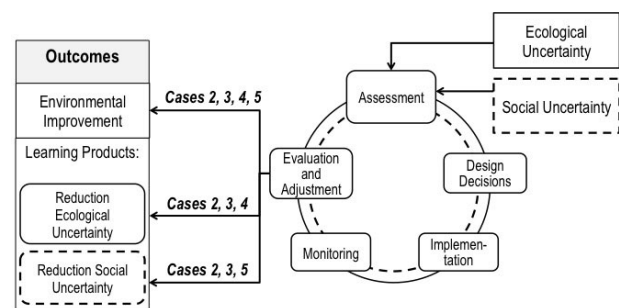 Outcomes
Environmental
Improvement
Learning Products:
Reduction
Ecological
Uncertainty
Reduction Social
Uncertainty
Cases 2, 3, 4, 5
Cases 2, 3, 4
Cases 2, 3, 5
Ecological
Uncertainty
Social Uncertainty
Assessment
Design
Decisions
Implemen-
tation
Monitoring
Evaluation
and
Adjustment